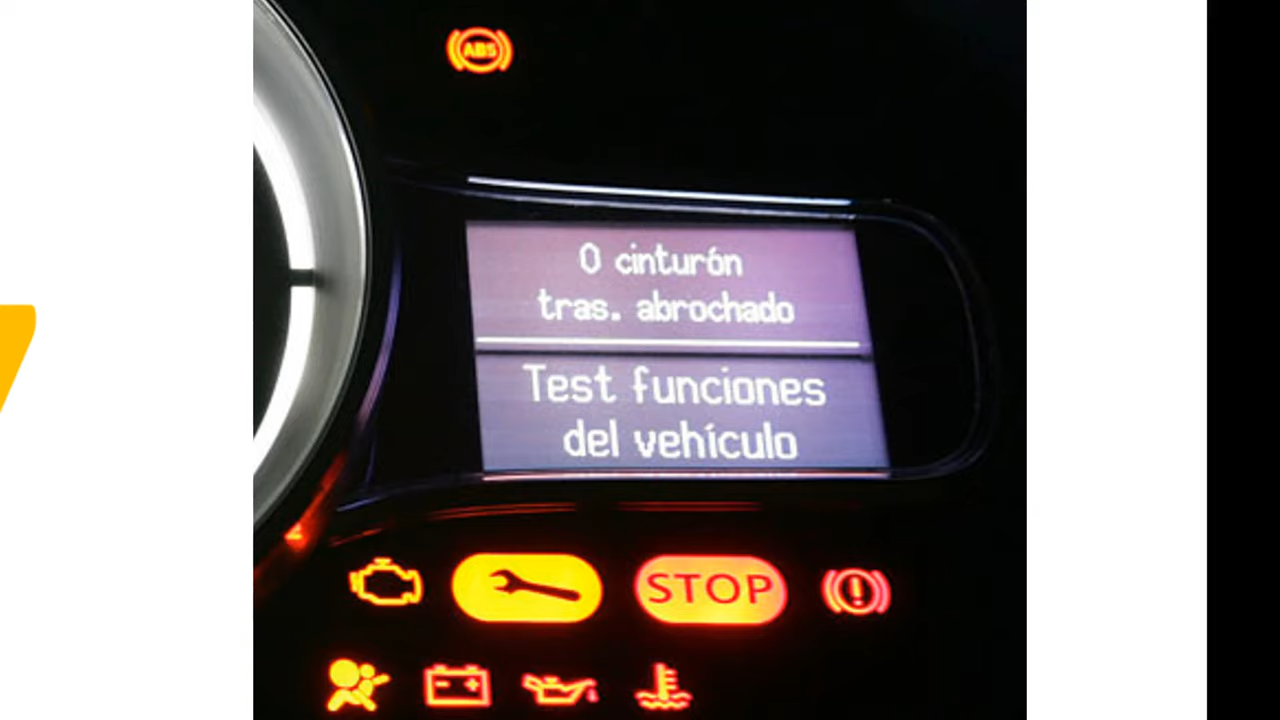 ABS
0 cinturón
tras. abrochado
Test funciones
del vehículo
STOP